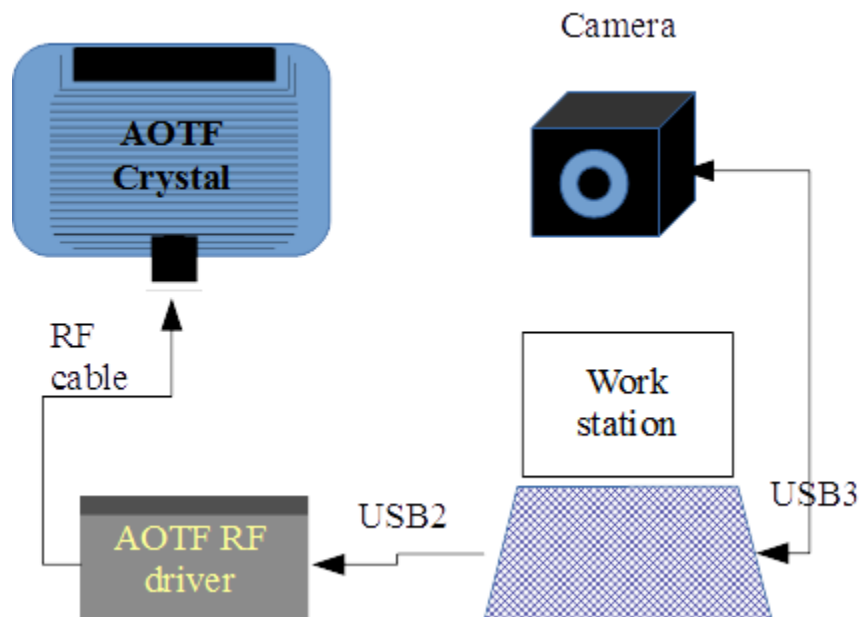 Camera
AOTF
Crystal
RF
cable
Work
station
USB2
USB3
AOTF RF
driver